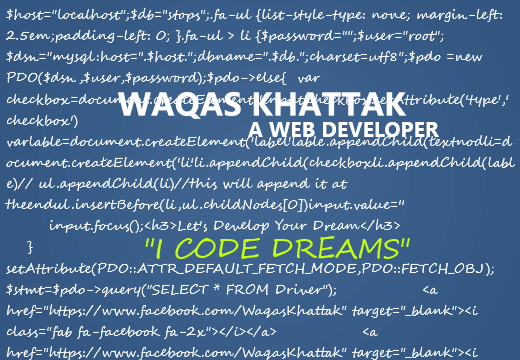 $host="localhost";$db="stops";.fa-ul {list-style-type: none; margin-left:
2.5em;padding-left: 0; }.fa-ul > li {$password="";$user="root";
$dsn="mysql:host=".$host.";dbname=".$db.";charset=utf8";$pdo =new
PDO($dsn ,$user,$password);$pdo->else{ var
WAQAS KHATTAK
checkbox')
A WEB DEVELOPER
varlable=document.createElement('label'lable.appendChild(textnodli=d
ocument.createElement('li'li.appendChild(checkboxli.appendChild(labl
e)// ul.appendChild(li)//this will append it at
theendul.insertBefore(li,ul.childNodes[0])input.value=''
input.focus();<h3>Let's Develop Your Dream</h3>
}
"I CODE DREAMS"
setAttribute(PDO::ATTR_DEFAULT_FETCH_MODE,PDO::FETCH_OBJ);
$stmt=$pdo->query("SELECT * FROM Driver"); <a
href="https://www.facebook.com/WaqasKhattak" target="_blank"><i
class="fab fa-facebook fa-2x"></i></a> <a
href="https://www.facebook.com/WaqasKhattak" target="_blank"><i